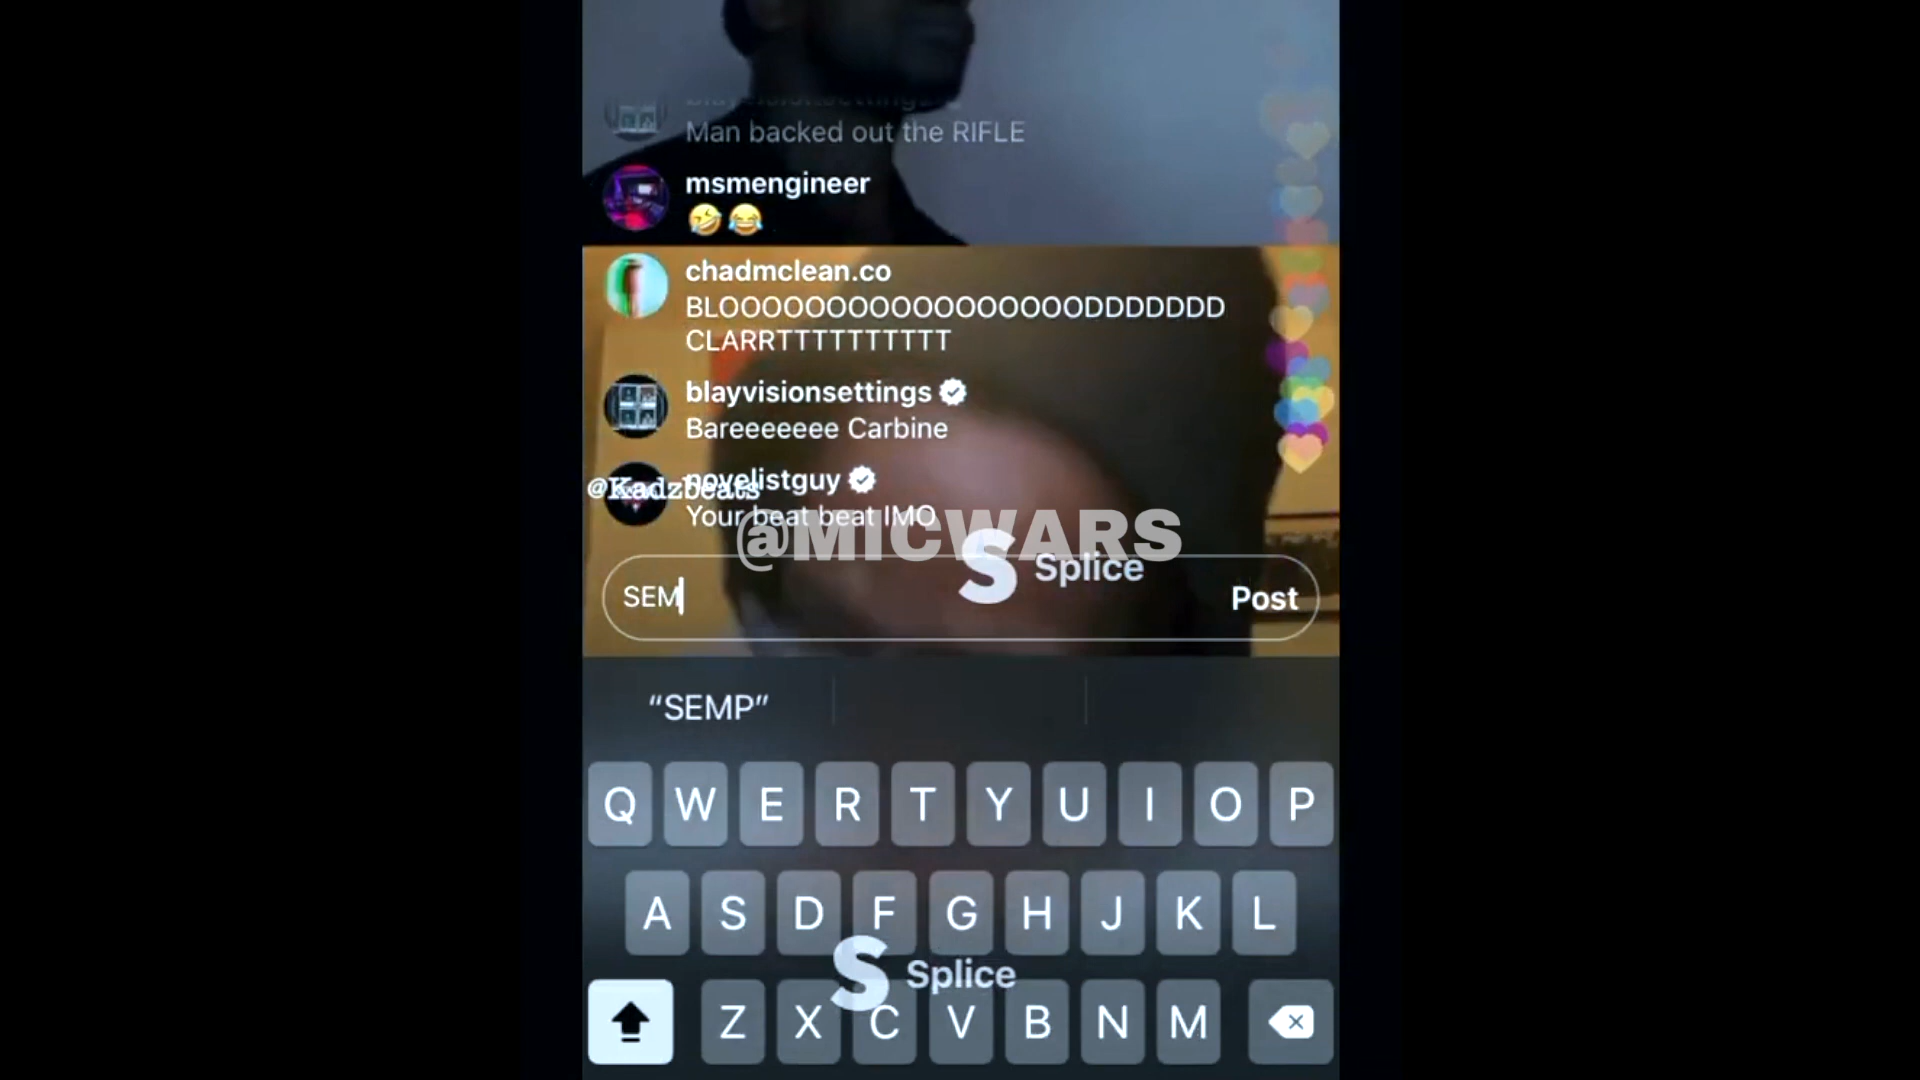 Man backed out the RIFLE
msmengineer
🤣😂
chadmclean.co
BLOOOOOOOOOOOOOOOOODDDDDDD
CLARRTTTTTTTTTT
blayvisionsettings
Bareeeeeee Carbine
novelistguy
@Kadzbeats
Your beat beat IMO
@MICWARS
S Splice
SEM
Post
“SEMP”
Q W E R T Y U I O P
A S D F G H J K L
S Splice
Z X C V B N M